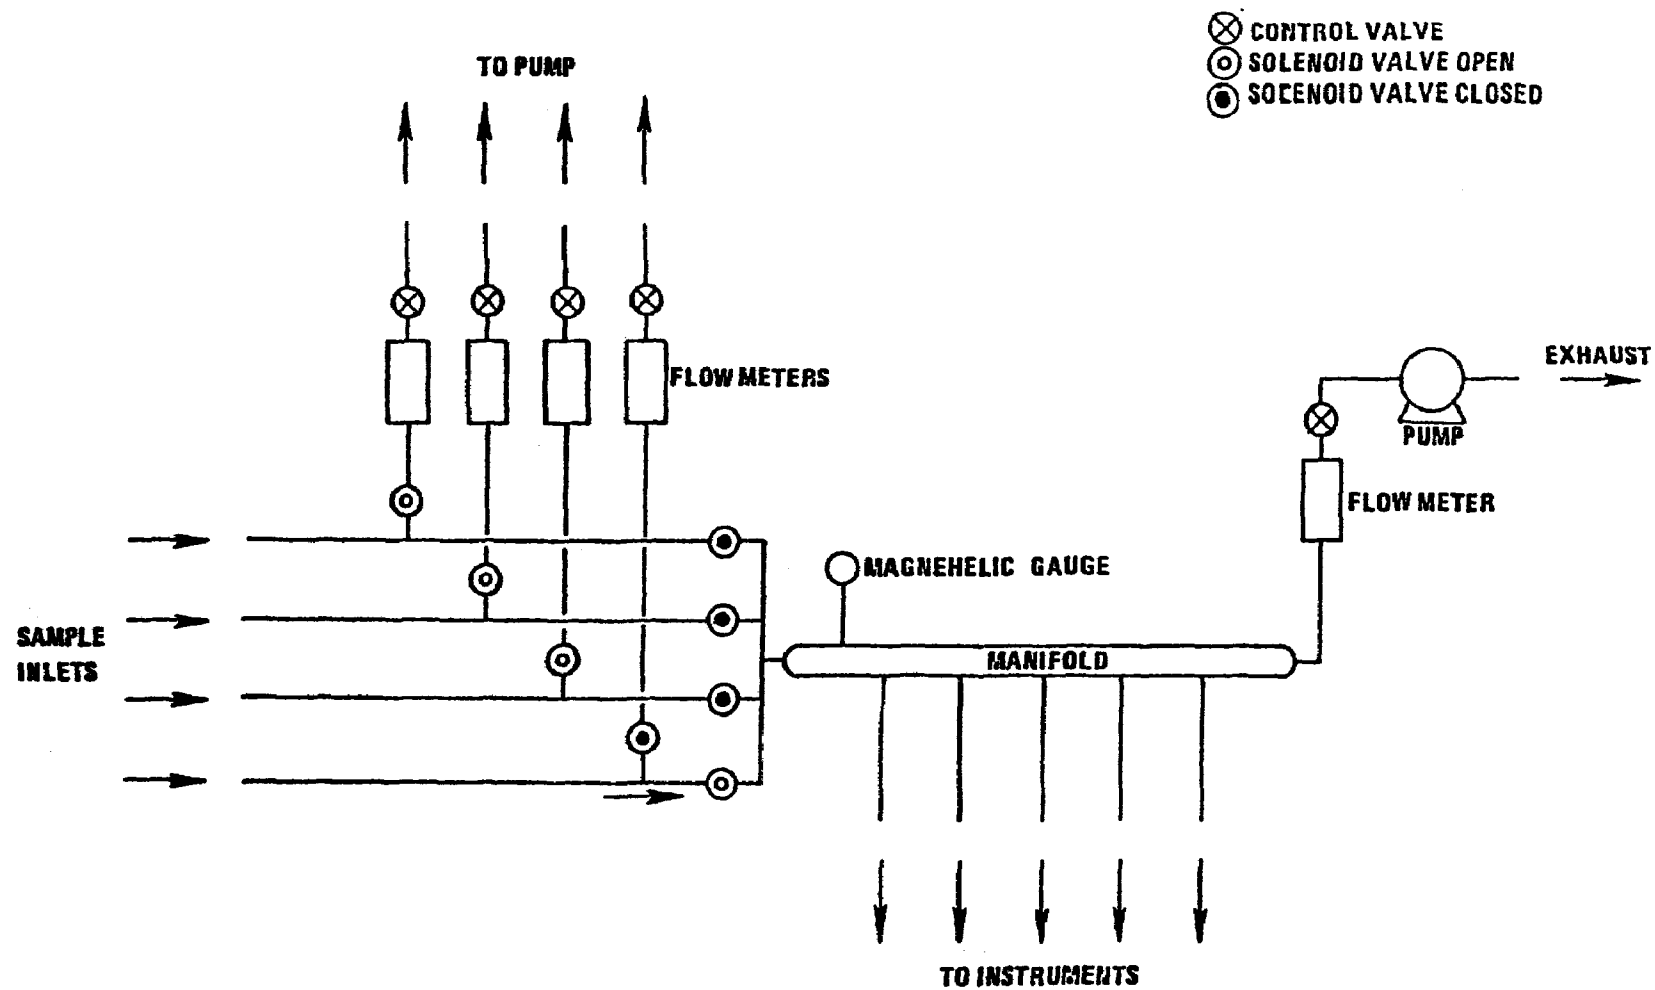 CONTROL VALVE
SOLENOID VALVE OPEN
SOLENOID VALVE CLOSED
TO PUMP
FLOW METERS
EXHAUST
PUMP
FLOW METER
MAGNEHELIC GAUGE
SAMPLE
INLETS
MANIFOLD
TO INSTRUMENTS